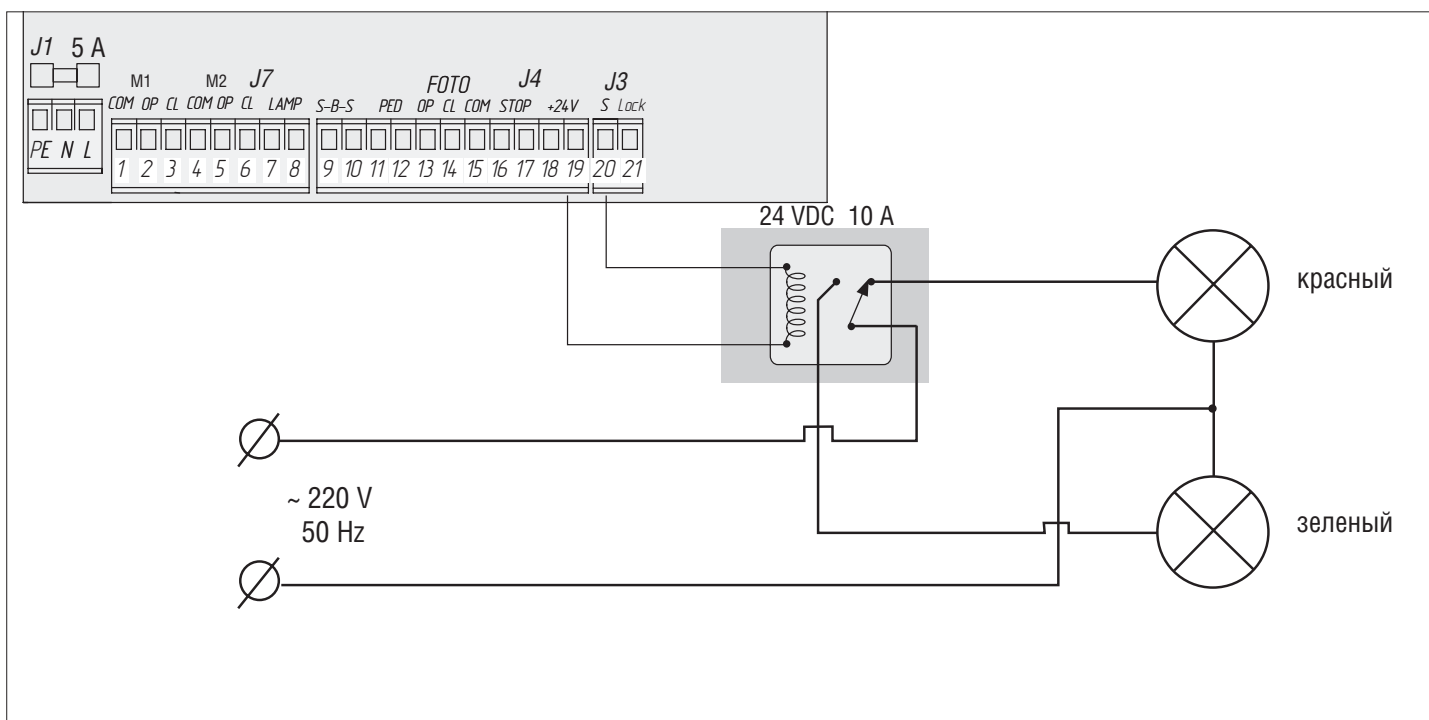 J1 5 A
M1 M2 J7 FOTO J4 J3
COM OP CL COM OP CL LAMP S-B-S PED OP CL COM STOP +24V S Lock
PE N L
1 2 3 4 5 6 7 8 9 10 11 12 13 14 15 16 17 18 19 20 21
24 VDC 10 A
красный
~ 220 V
50 Hz
зеленый